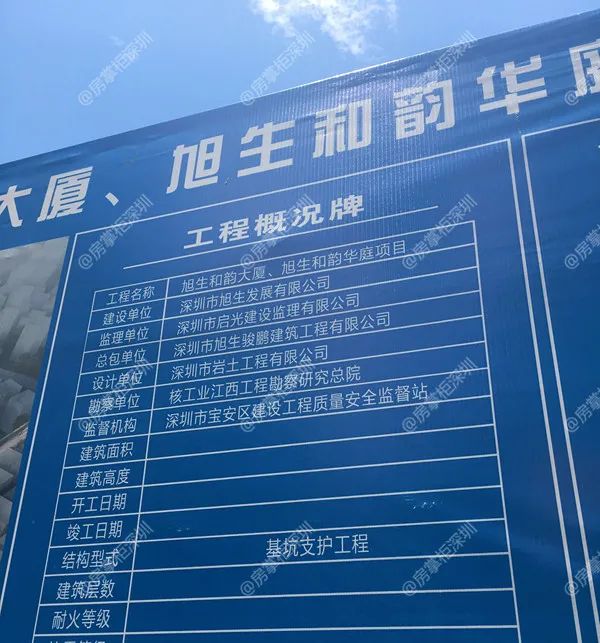 大厦、旭生和韵华庭
工程概况牌
工程名称 旭生和韵大厦、旭生和韵华庭项目
建设单位 深圳市旭生发展有限公司
监理单位 深圳市启光建设监理有限公司
总包单位 深圳市旭生骏鹏建筑工程有限公司
设计单位 深圳市岩土工程有限公司
勘察单位 核工业江西工程勘察研究总院
监督机构 深圳市宝安区建设工程质量安全监督站
建筑面积
建筑高度
开工日期
竣工日期
结构型式 基坑支护工程
建筑层数
耐火等级
@房掌柜深圳